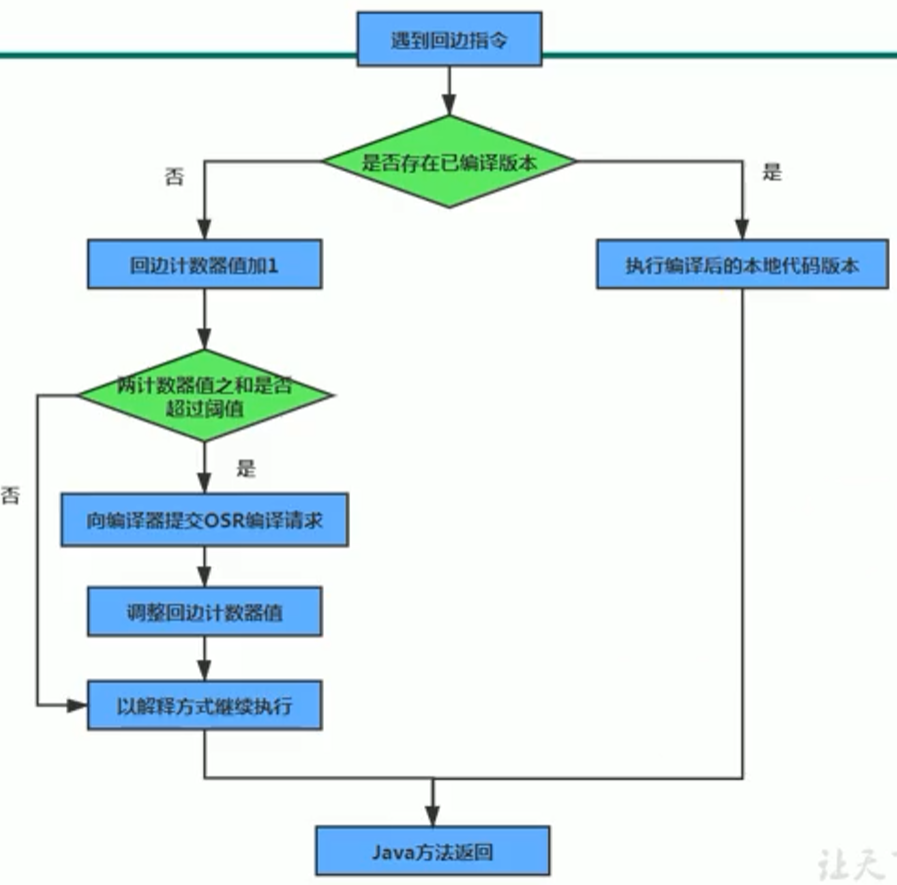 遇到回边指令
是否存在已编译版本
否
是
回边计数器值加1
执行编译后的本地代码版本
两计数器值之和是否
超过阈值
是
否
向编译器提交OSR编译请求
调整回边计数器值
以解释方式继续执行
Java方法返回
让天